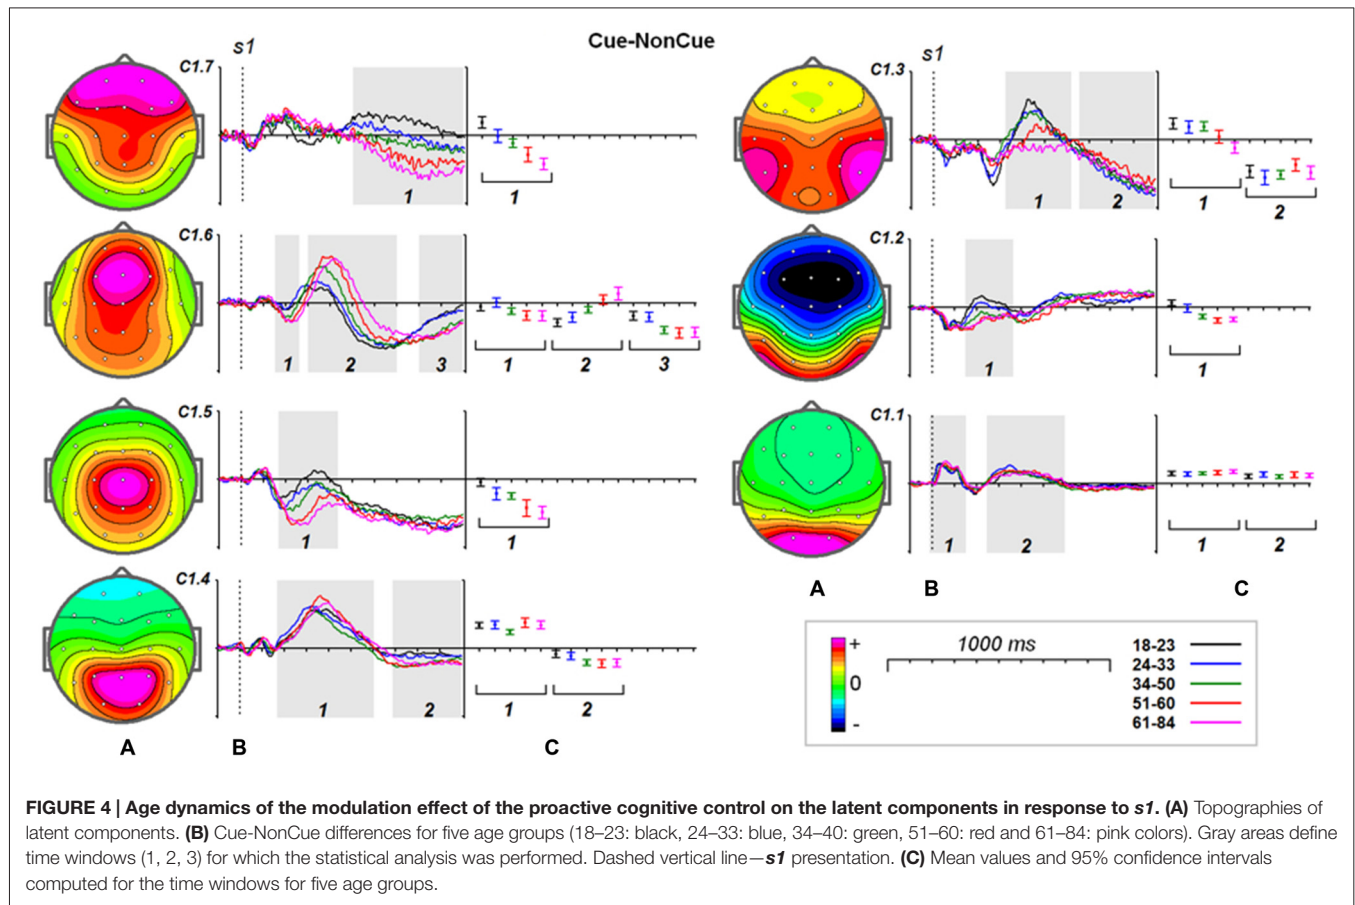 Cue-NonCue
s1
C1.7
1
1
C1.6
1
2
3
1
2
3
C1.5
1
1
C1.4
1
2
1
2
A
B
C
s1
C1.3
1
2
1
2
C1.2
1
1
C1.1
1
2
1
2
A
B
C
+
0
-
1000 ms
18-23
24-33
34-50
51-60
61-84
FIGURE 4 | Age dynamics of the modulation effect of the proactive cognitive control on the latent components in response to s1. (A) Topographies of
latent components. (B) Cue-NonCue differences for five age groups (18–23: black, 24–33: blue, 34–40: green, 51–60: red and 61–84: pink colors). Gray areas define
time windows (1, 2, 3) for which the statistical analysis was performed. Dashed vertical line—s1 presentation. (C) Mean values and 95% confidence intervals
computed for the time windows for five age groups.